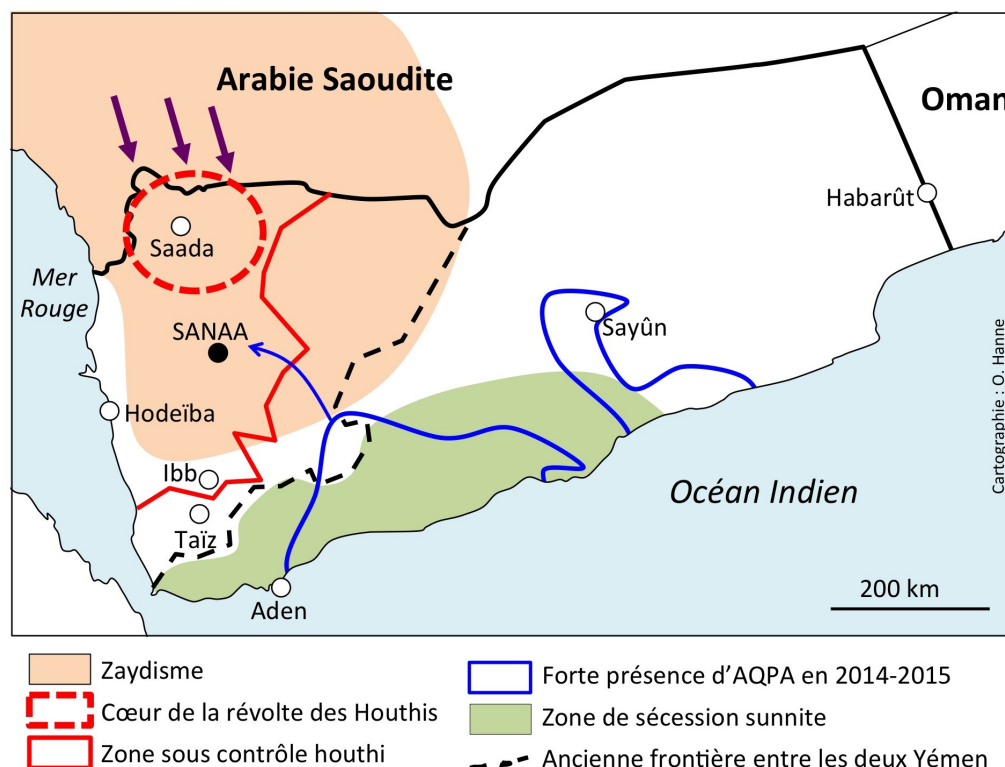 Arabie Saoudite
Oman
Habarût
Saada
Mer
Rouge
SANAA
Sayûn
Hodeïba
Ibb
Océan Indien
Taïz
Aden
200 km
Cartographie : O. Hanne
Zaydisme
Cœur de la révolte des Houthis
Zone sous contrôle houthi
Forte présence d’AQPA en 2014-2015
Zone de sécession sunnite
Ancienne frontière entre les deux Yémen